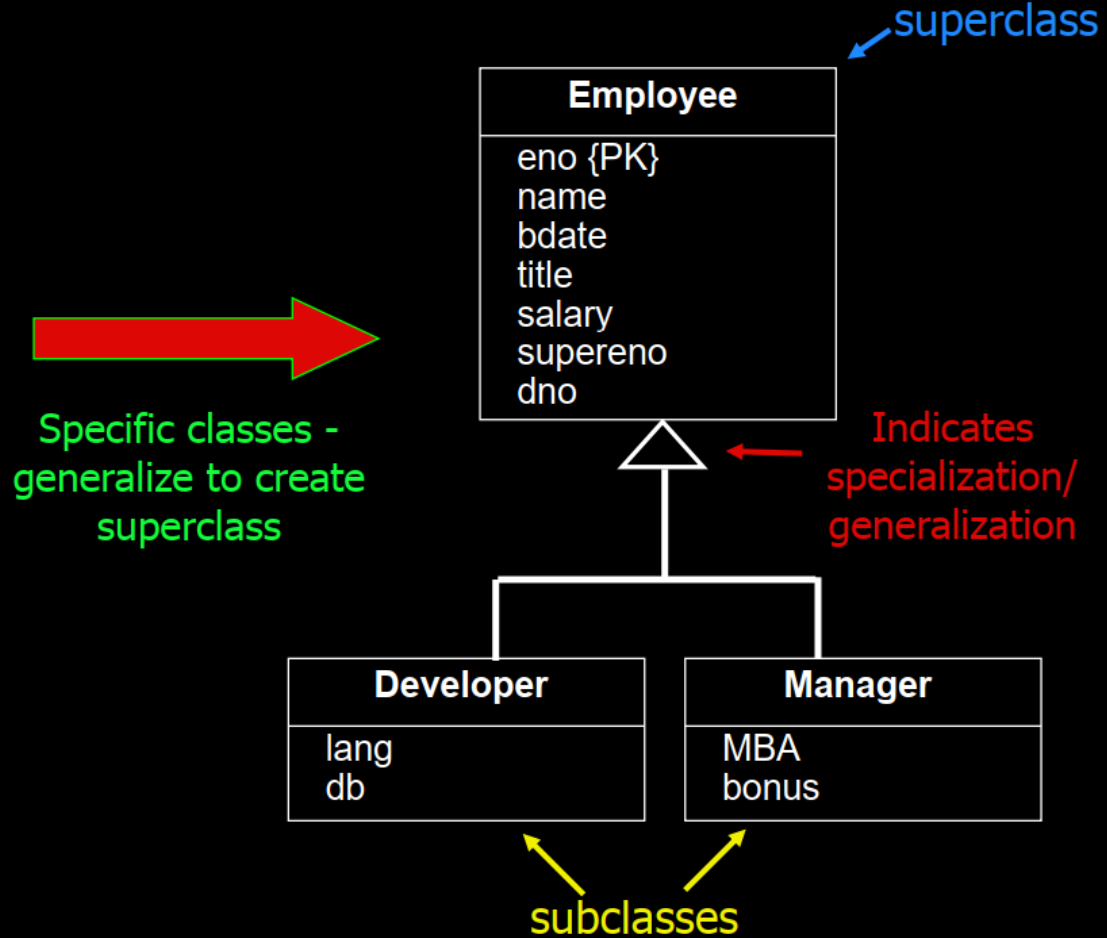 superclass
Employee
eno {PK}
name
bdate
title
salary
supereno
dno
Specific classes -
generalize to create
superclass
Indicates
specialization/
generalization
Developer
lang
db
Manager
MBA
bonus
subclasses